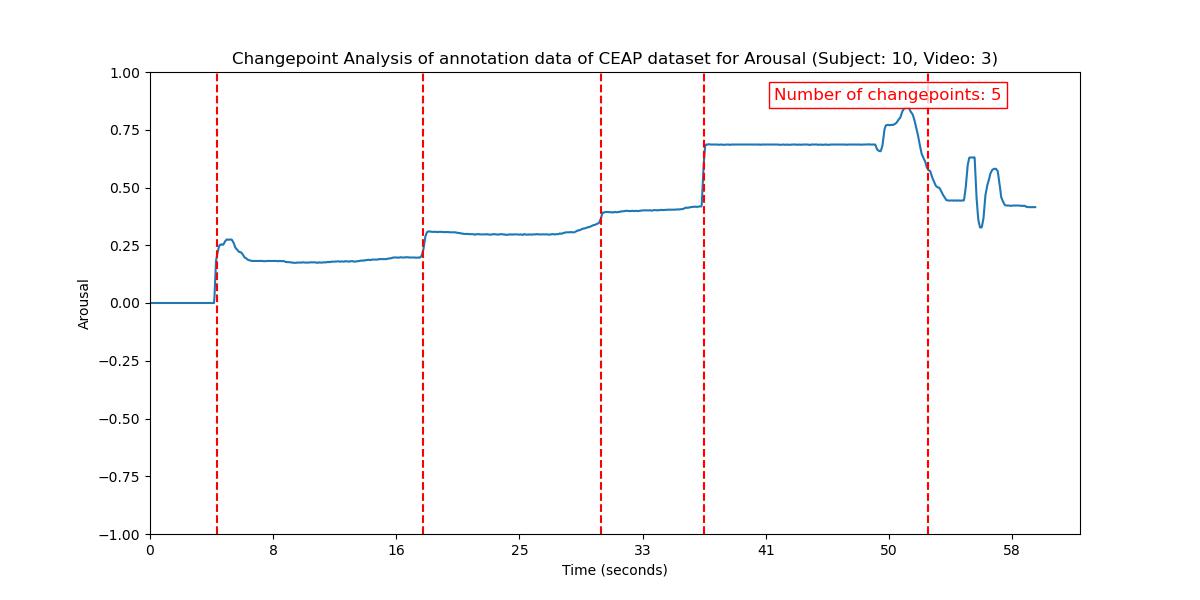 Changepoint Analysis of annotation data of CEAP dataset for Arousal (Subject: 10, Video: 3)
Number of changepoints: 5
1.00
0.75
0.50
0.25
0.00
−0.25
−0.50
−0.75
−1.00
Arousal
0 8 16 25 33 41 50 58
Time (seconds)